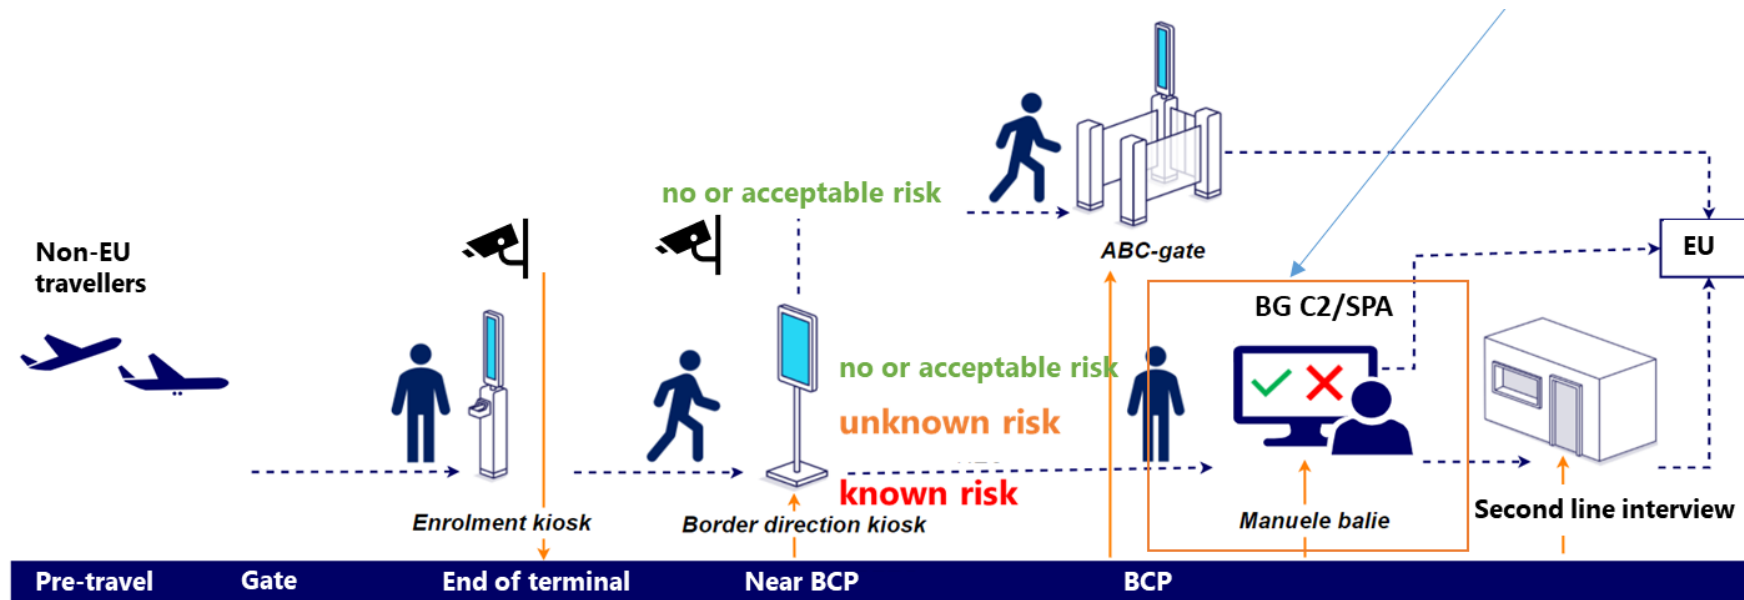 no or acceptable risk
Non-EU
travellers
ABC-gate
EU
BG C2/SPA
no or acceptable risk
unknown risk
known risk
Enrolment kiosk
Border direction kiosk
Manuele balie
Second line interview
Pre-travel
Gate
End of terminal
Near BCP
BCP